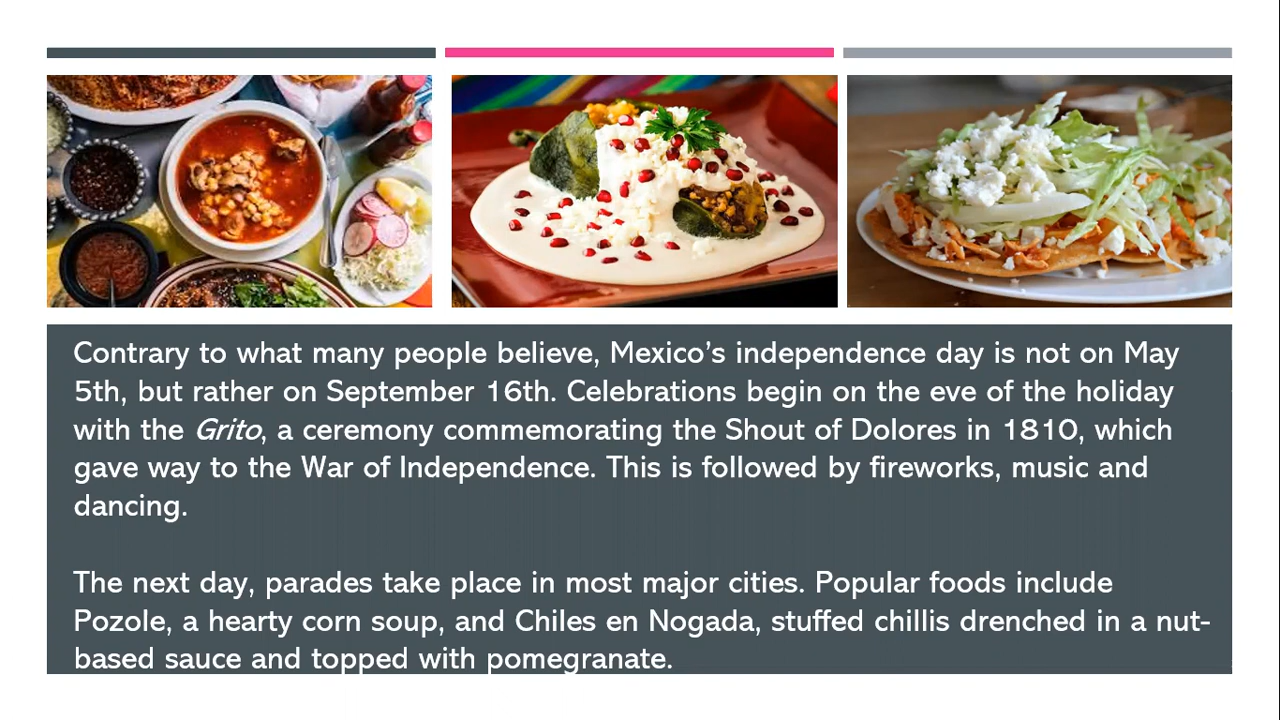 Contrary to what many people believe, Mexico’s independence day is not on May
5th, but rather on September 16th. Celebrations begin on the eve of the holiday
with the Grito, a ceremony commemorating the Shout of Dolores in 1810, which
gave way to the War of Independence. This is followed by fireworks, music and
dancing.
The next day, parades take place in most major cities. Popular foods include
Pozole, a hearty corn soup, and Chiles en Nogada, stuffed chillis drenched in a nut-
based sauce and topped with pomegranate.